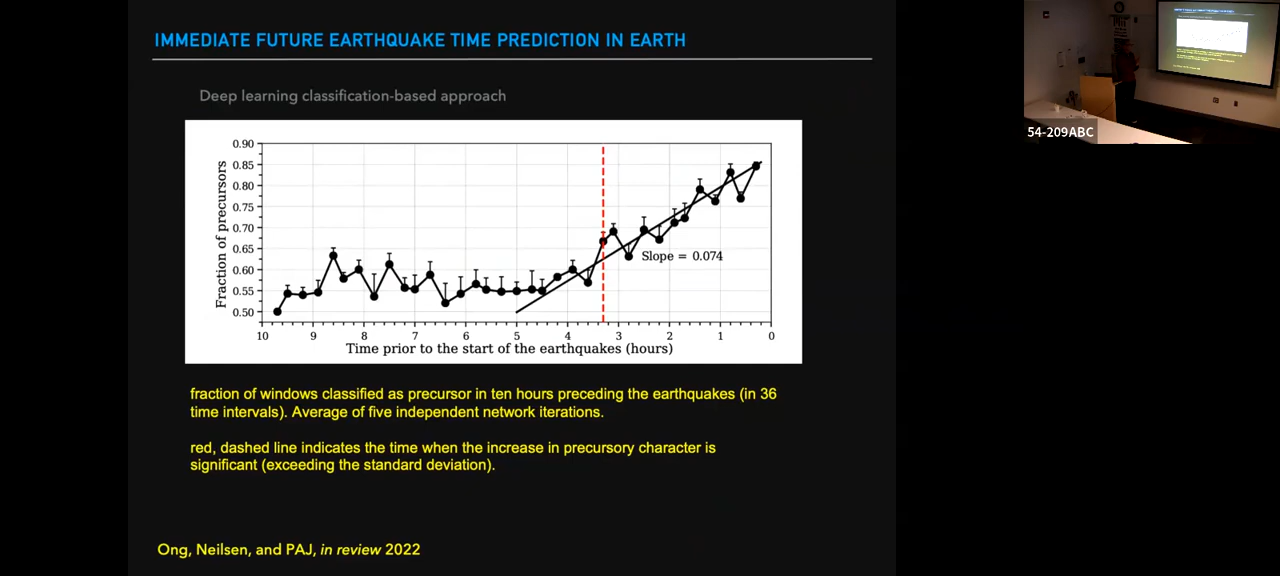 IMMEDIATE FUTURE EARTHQUAKE TIME PREDICTION IN EARTH
Deep learning classification-based approach
Fraction of precursors
0.90
0.85
0.80
0.75
0.70
0.65
0.60
0.55
0.50
Slope = 0.074
10 9 8 7 6 5 4 3 2 1 0
Time prior to the start of the earthquakes (hours)
fraction of windows classified as precursor in ten hours preceding the earthquakes (in 36
time intervals). Average of five independent network iterations.
red, dashed line indicates the time when the increase in precursory character is
significant (exceeding the standard deviation).
Ong, Neilsen, and PAJ, in review 2022
54-209ABC